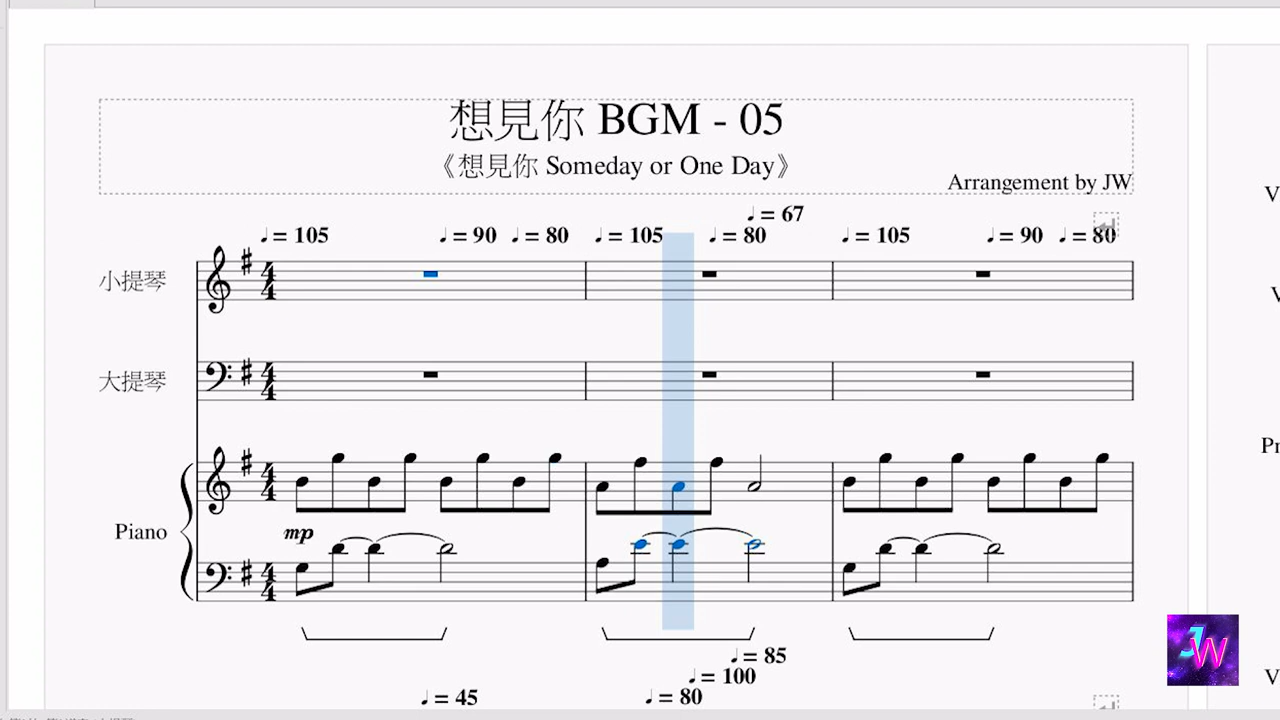 想見你 BGM - 05
《想見你 Someday or One Day》
Arrangement by JW
♩= 67
♩= 105 ♩= 90 ♩= 80 ♩= 105 ♩= 80 ♩= 105 ♩= 90 ♩= 80
小提琴
大提琴
Piano
mp
♩= 85
♩= 100
♩= 45 ♩= 80
JW